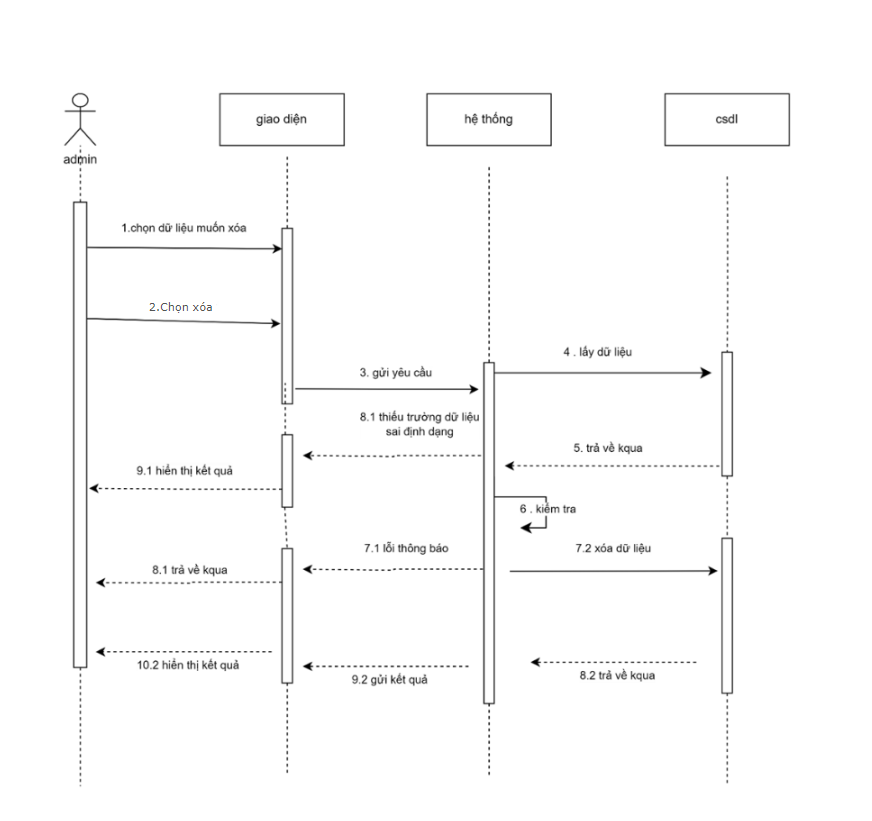 giao diện
hệ thống
csdl
admin
1.chọn dữ liệu muốn xóa
2.Chọn xóa
4 . lấy dữ liệu
3. gửi yêu cầu
8.1 thiếu trường dữ liệu
sai định dạng
5. trả về kqua
9.1 hiển thị kết quả
6 . kiểm tra
7.1 lỗi thông báo
7.2 xóa dữ liệu
8.1 trả về kqua
10.2 hiển thị kết quả
9.2 gửi kết quả
8.2 trả về kqua